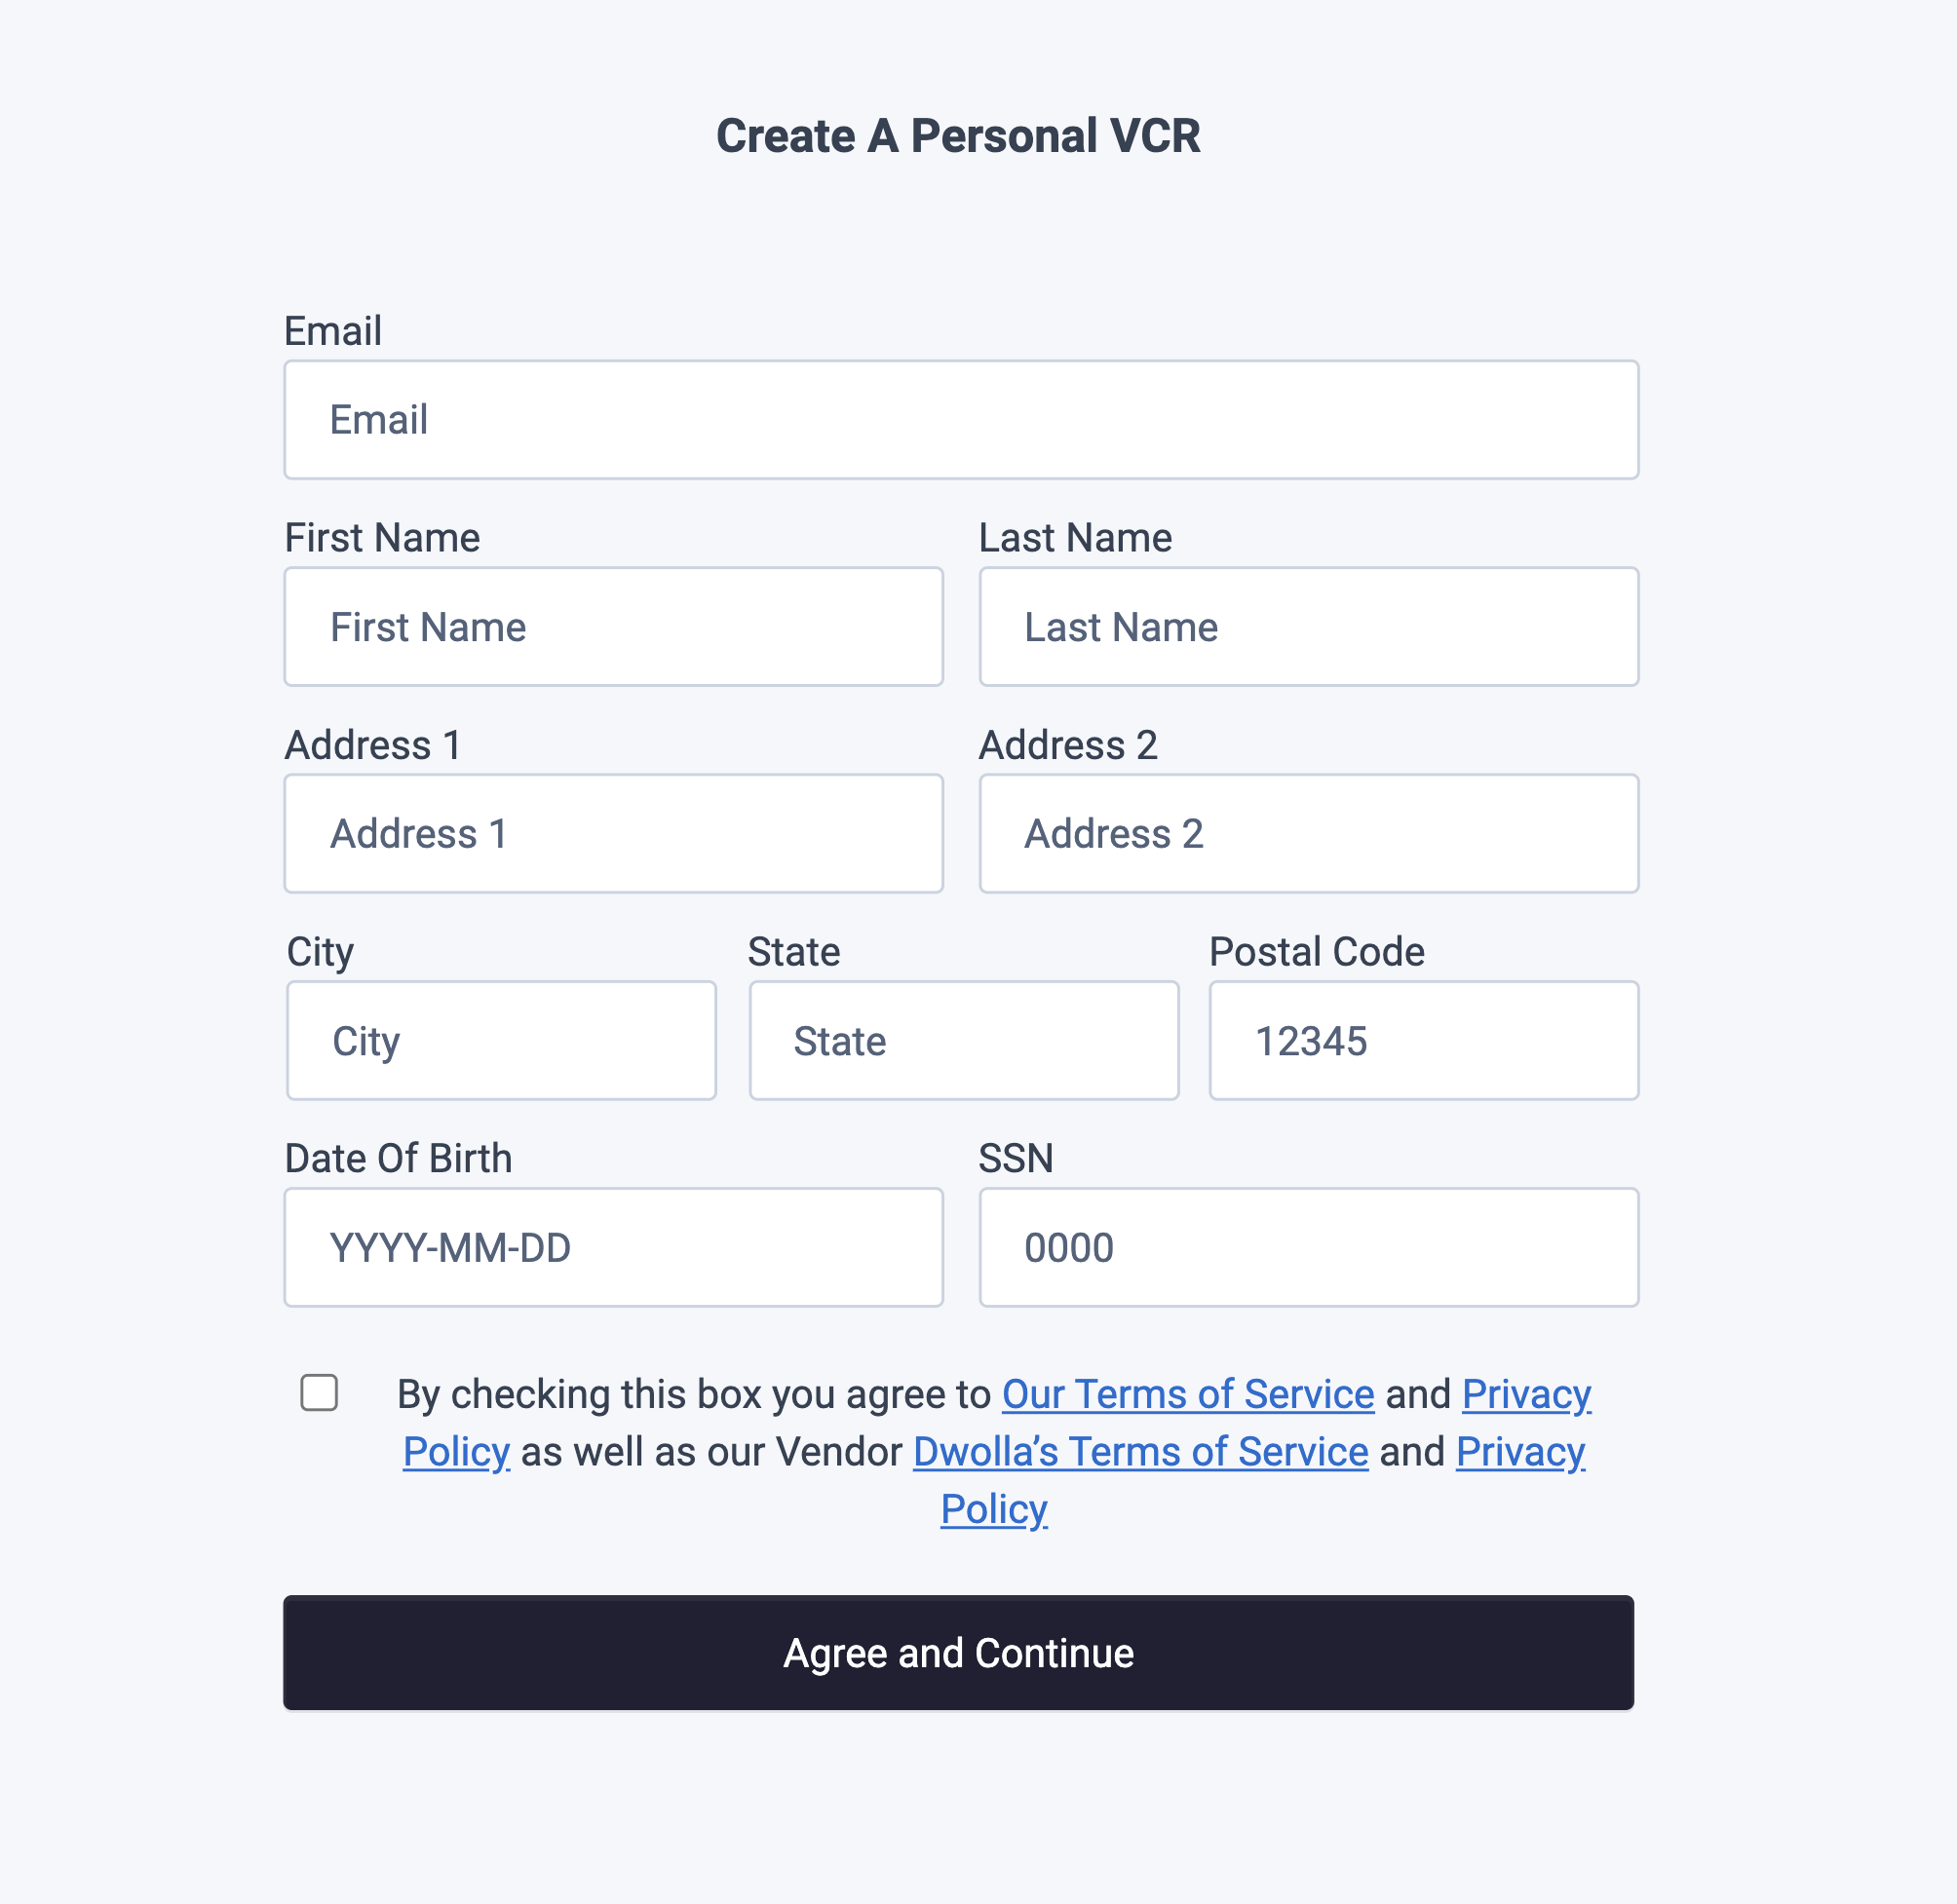 Create A Personal VCR
Email
Email
First Name
Last Name
First Name
Last Name
Address 1
Address 2
Address 1
Address 2
City
State
Postal Code
City
State
12345
Date Of Birth
SSN
YYYY-MM-DD
0000
By checking this box you agree to Our Terms of Service and Privacy
Policy as well as our Vendor Dwolla’s Terms of Service and Privacy
Policy
Agree and Continue